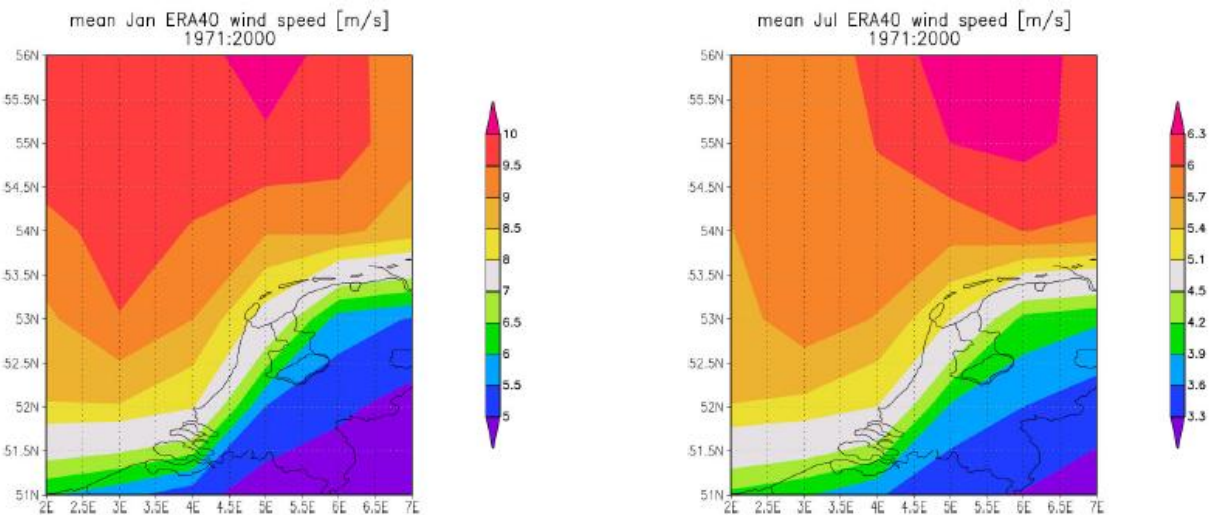 mean Jan ERA40 wind speed [m/s]
1971:2000
56N
55.5N
55N
54.5N
54N
53.5N
53N
52.5N
52N
51.5N
51N
2E 2.5E 3E 3.5E 4E 4.5E 5E 5.5E 6E 6.5E 7E
10
9.5
9
8.5
8
7
6.5
6
5.5
5
mean Jul ERA40 wind speed [m/s]
1971:2000
56N
55.5N
55N
54.5N
54N
53.5N
53N
52.5N
52N
51.5N
51N
2E 2.5E 3E 3.5E 4E 4.5E 5E 5.5E 6E 6.5E 7E
6.3
6
5.7
5.4
5.1
4.5
4.2
3.9
3.6
3.3